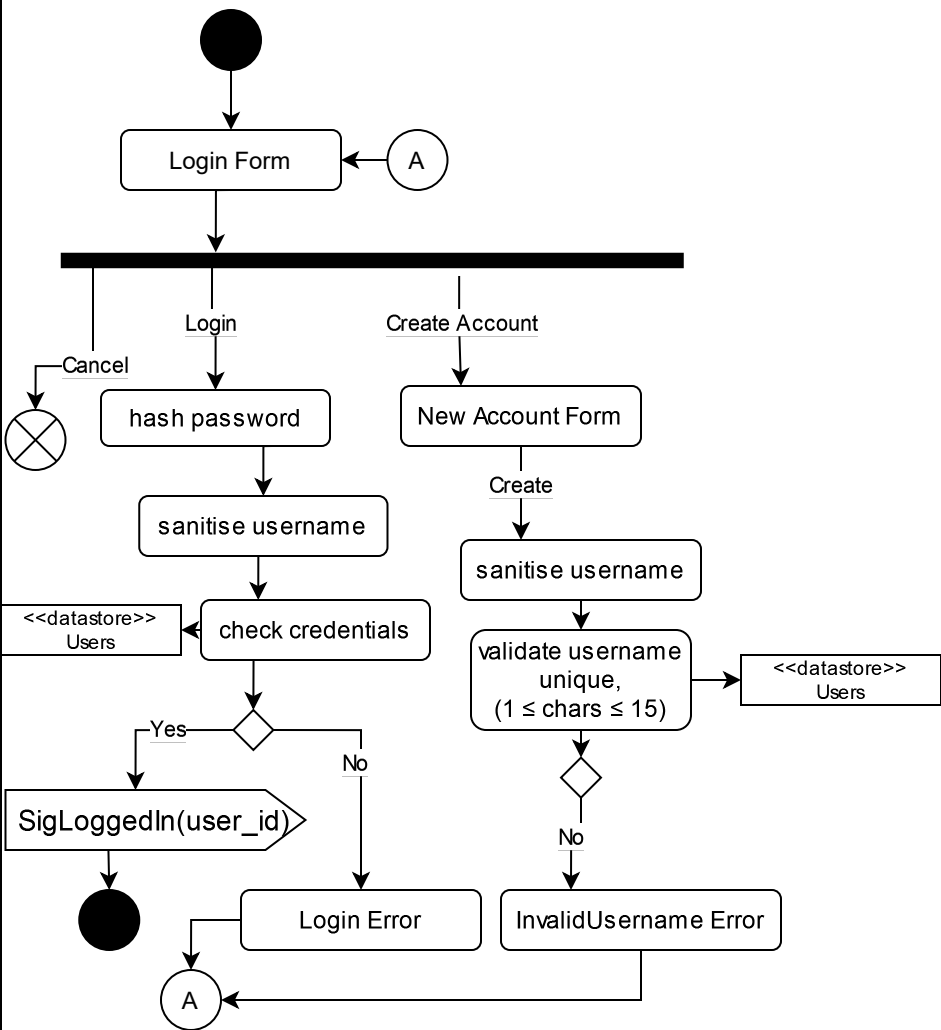 Login Form
A
Login
Create Account
Cancel
hash password
New Account Form
Create
sanitise username
sanitise username
<<datastore>>
Users
check credentials
validate username
unique,
(1 ≤ chars ≤ 15)
<<datastore>>
Users
Yes
No
SigLoggedIn(user_id)
No
Login Error
InvalidUsername Error
A